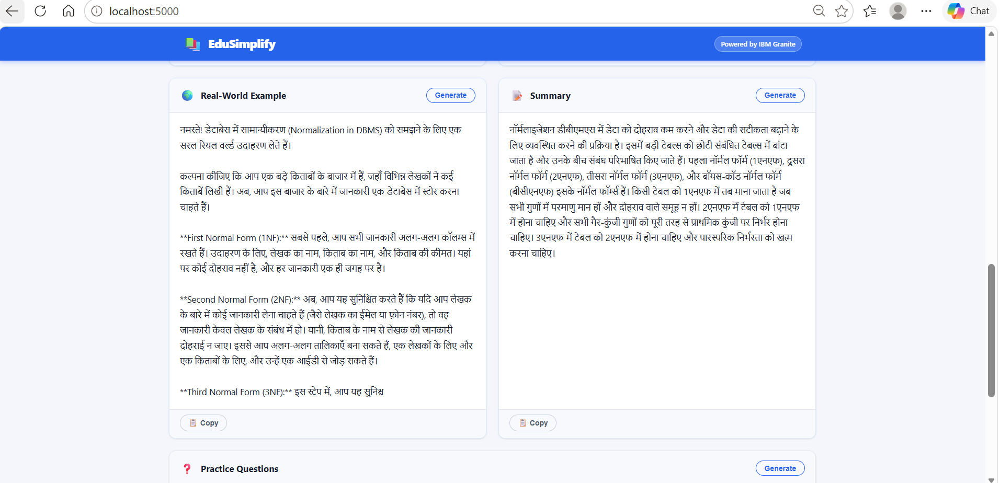 localhost:5000
Chat
EduSimplify
Powered by IBM Granite
Real-World Example
Generate
नमस्ते! डेटाबेस में सामान्यीकरण (Normalization in DBMS) को समझने के लिए एक
सरल रियल वर्ल्ड उदाहरण लेते हैं।
कल्पना कीजिए कि आप एक बड़े किताबों के बाजार में हैं, जहाँ विभिन्न लेखकों ने कई
किताबें लिखी हैं। अब, आप इस बाजार के बारे में जानकारी एक डेटाबेस में स्टोर करना
चाहते हैं।
**First Normal Form (1NF):** सबसे पहले, आप सभी जानकारी अलग-अलग कॉलम्स में
रखते हैं। उदाहरण के लिए, लेखक का नाम, किताब का नाम, और किताब की कीमत। यहां
पर कोई दोहराव नहीं है, और हर जानकारी एक ही जगह पर है।
**Second Normal Form (2NF):** अब, आप यह सुनिश्चित करते हैं कि यदि आप लेखक
के बारे में कोई जानकारी लेना चाहते हैं (जैसे लेखक का ईमेल या फ़ोन नंबर), तो वह
जानकारी केवल लेखक के संबंध में हो। यानी, किताब के नाम से लेखक की जानकारी
दोहराई न जाए। इससे आप अलग-अलग तालिकाएँ बना सकते हैं, एक लेखकों के लिए और
एक किताबों के लिए, और उन्हें एक आईडी से जोड़ सकते हैं।
**Third Normal Form (3NF):** इस स्टेप में, आप यह सुनिश्च
Copy
Summary
Generate
नॉर्मलाइजेशन डीबीएमएस में डेटा को दोहराव कम करने और डेटा की सटीकता बढ़ाने के
लिए व्यवस्थित करने की प्रक्रिया है। इसमें बड़ी टेबल्स को छोटी संबंधित टेबल्स में बांटा
जाता है और उनके बीच संबंध परिभाषित किए जाते हैं। पहला नॉर्मल फॉर्म (1एनएफ), दूसरा
नॉर्मल फॉर्म (2एनएफ), तीसरा नॉर्मल फॉर्म (3एनएफ), और बॉयस-कॉड नॉर्मल फॉर्म
(बीसीएनएफ) इसके नॉर्मल फॉर्म्स हैं। किसी टेबल को 1एनएफ में तब माना जाता है जब
सभी गुणों में परमाणु मान हों और दोहराव वाले समूह न हों। 2एनएफ में टेबल को 1एनएफ
में होना चाहिए और सभी गैर-कुंजी गुणों को पूरी तरह से प्राथमिक कुंजी पर निर्भर होना
चाहिए। 3एनएफ में टेबल को 2एनएफ में होना चाहिए और पारस्परिक निर्भरता को खत्म
करना चाहिए।
Copy
Practice Questions
Generate